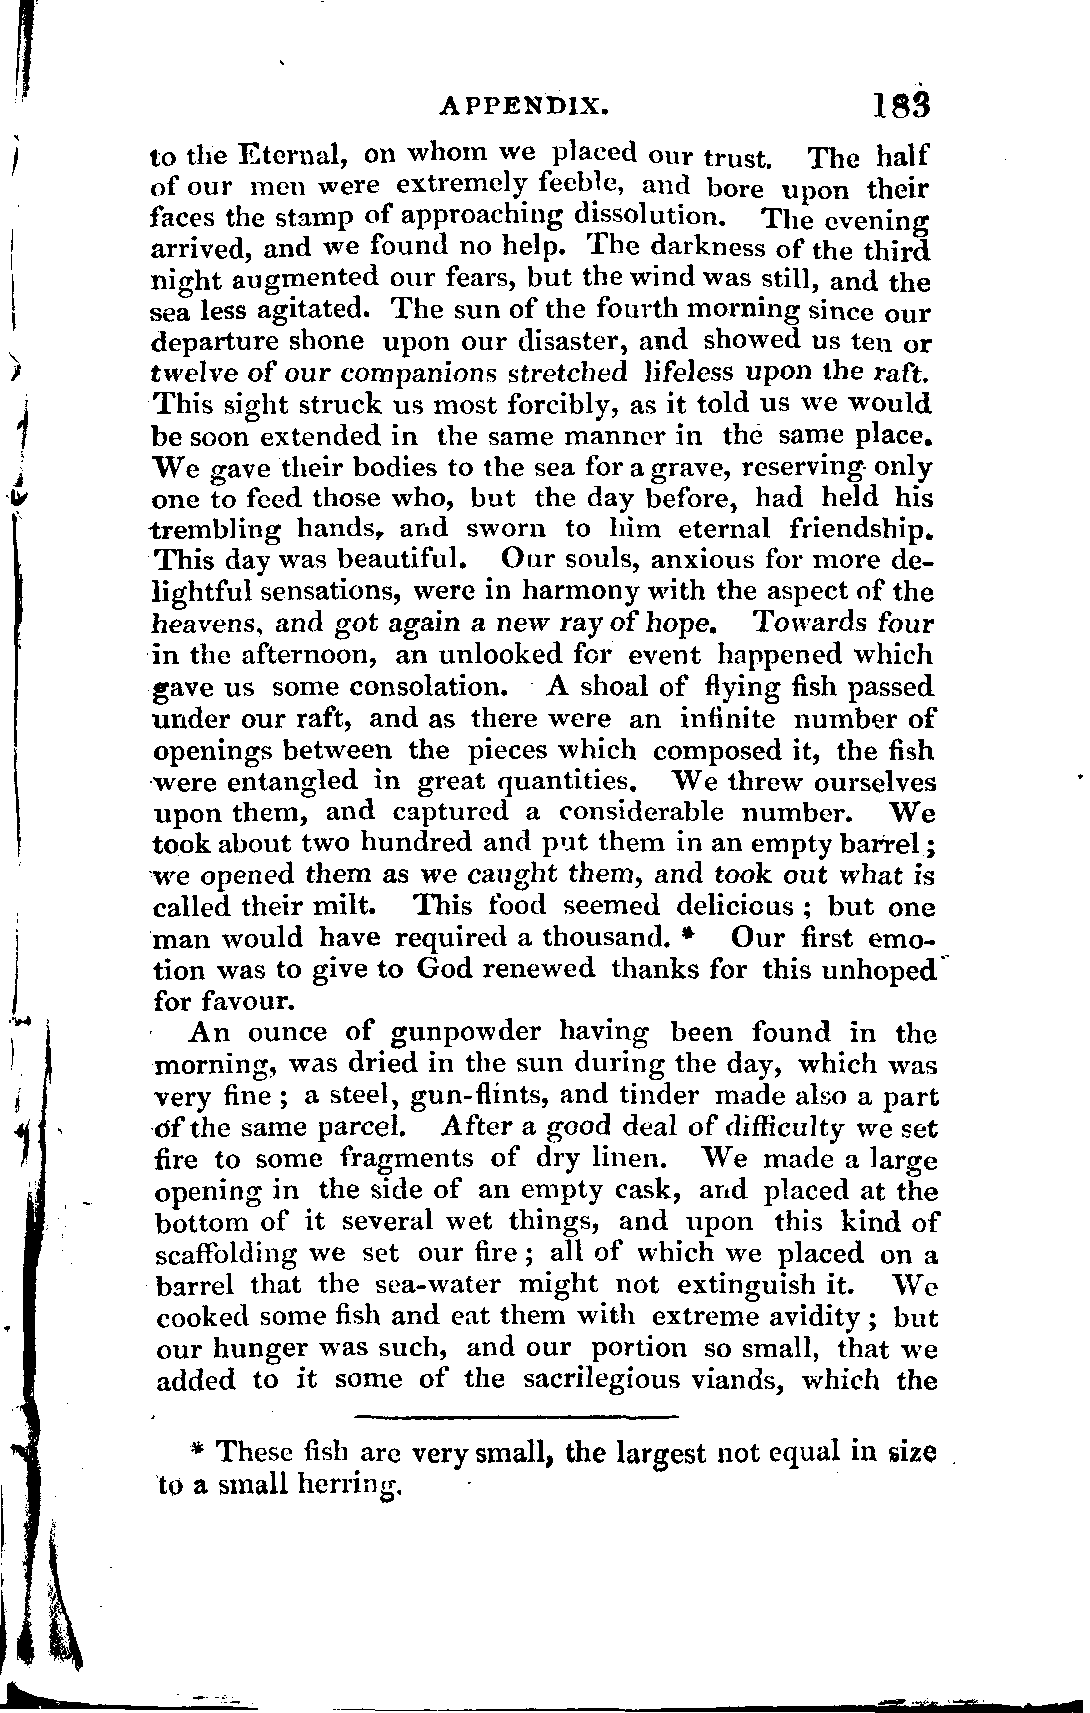 APPENDIX. 183
to the Eternal, on whom we placed our trust. The half
of our men were extremely feeble, and bore upon their
faces the stamp of approaching dissolution. The evening
arrived, and we found no help. The darkness of the third
night augmented our fears, but the wind was still, and the
sea less agitated. The sun of the fourth morning since our
departure shone upon our disaster, and showed us ten or
twelve of our companions stretched lifeless upon the raft.
This sight struck us most forcibly, as it told us we would
be soon extended in the same manner in the same place.
We gave their bodies to the sea for a grave, reserving only
one to feed those who, but the day before, had held his
trembling hands, and sworn to him eternal friendship.
This day was beautiful. Our souls, anxious for more de-
lightful sensations, were in harmony with the aspect of the
heavens, and got again a new ray of hope. Towards four
in the afternoon, an unlooked for event happened which
gave us some consolation. A shoal of flying fish passed
under our raft, and as there were an infinite number of
openings between the pieces which composed it, the fish
were entangled in great quantities. We threw ourselves
upon them, and captured a considerable number. We
took about two hundred and put them in an empty barrel;
we opened them as we caught them, and took out what is
called their milt. This food seemed delicious; but one
man would have required a thousand.* Our first emo-
tion was to give to God renewed thanks for this unhoped
for favour.
An ounce of gunpowder having been found in the
morning, was dried in the sun during the day, which was
very fine; a steel, gun-flints, and tinder made also a part
of the same parcel. After a good deal of difficulty we set
fire to some fragments of dry linen. We made a large
opening in the side of an empty cask, and placed at the
bottom of it several wet things, and upon this kind of
scaffolding we set our fire; all of which we placed on a
barrel that the sea-water might not extinguish it. We
cooked some fish and eat them with extreme avidity; but
our hunger was such, and our portion so small, that we
added to it some of the sacrilegious viands, which the
* These fish are very small, the largest not equal in size
to a small herring.